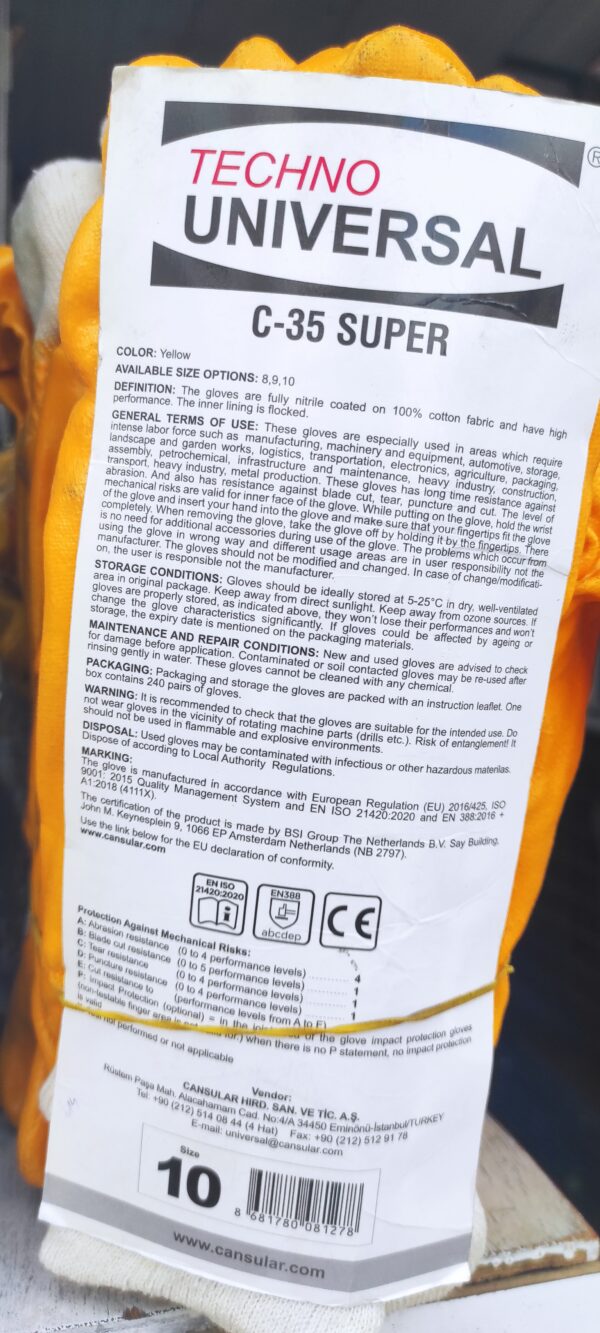 ®
TECHNO
UNIVERSAL
C-35 SUPER
COLOR: Yellow
AVAILABLE SIZE OPTIONS: 8,9,10
DEFINITION: The gloves are fully nitrile coated on 100% cotton fabric and have high
performance. The inner lining is flocked.
GENERAL TERMS OF USE: These gloves are especially used in areas which require
intense labor force such as manufacturing, machinery and equipment, automotive, storage,
landscape and garden works, logistics, transportation, electronics, agriculture, packaging,
assembly, petrochemical, infrastructure and maintenance, heavy industry, construction,
transport, heavy industry, metal production. These gloves has long time resistance against
abrasion. And also has resistance against blade cut, tear, puncture and cut. The level of
mechanical risks are valid for inner face of the glove. While putting on the glove, hold the wrist
of the glove and insert your hand into the glove and make sure that your fingertips fit the glove
completely. When removing the glove, take the glove off by holding it by the fingertips. There
is no need for additional accessories during use of the glove. The problems which occur from
using the glove in wrong way and different usage areas are in user responsibility not the
manufacturer. The gloves should not be modified and changed. In case of change/modificati-
on, the user is responsible not the manufacturer.
STORAGE CONDITIONS: Gloves should be ideally stored at 5-25°C in dry, well-ventilated
area in original package. Keep away from direct sunlight. Keep away from ozone sources. If
gloves are properly stored, as indicated above, they won't lose their performances and won't
change the glove characteristics significantly. If gloves could be affected by ageing or
storage, the expiry date is mentioned on the packaging materials.
MAINTENANCE AND REPAIR CONDITIONS: New and used gloves are advised to check
for damage before application. Contaminated or soil contacted gloves may be re-used after
rinsing gently in water. These gloves cannot be cleaned with any chemical.
PACKAGING: Packaging and storage the gloves are packed with an instruction leaflet. One
box contains 240 pairs of gloves.
WARNING: It is recommended to check that the gloves are suitable for the intended use. Do
not wear gloves in the vicinity of rotating machine parts (drills etc.). Risk of entanglement! It
should not be used in flammable and explosive environments.
DISPOSAL: Used gloves may be contaminated with infectious or other hazardous materilas.
Dispose of according to Local Authority Regulations.
MARKING:
The glove is manufactured in accordance with European Regulation (EU) 2016/425, ISO
9001: 2015 Quality Management System and EN ISO 21420:2020 and EN 388:2016 +
A1:2018 (4111X).
The certification of the product is made by BSI Group The Netherlands B.V. Say Building,
John M. Keynesplein 9, 1066 EP Amsterdam Netherlands (NB 2797).
Use the link below for the EU declaration of conformity.
www.cansular.com
EN ISO
21420:2020
EN388
abcdep
CE
Protection Against Mechanical Risks:
A: Abrasion resistance (0 to 4 performance levels) ........ 4
B: Blade cut resistance (0 to 5 performance levels) ........ 1
C: Tear resistance (0 to 4 performance levels) ........ 1
D: Puncture resistance (0 to 4 performance levels) ........ 1
E: Cut resistance to (performance levels from A to F)
P: Impact Protection (optional) = in the of the glove impact protection gloves
(non-testable finger area is when there is no P statement, no impact protection
is valid
not performed or not applicable
Vendor:
CANSULAR HIRD. SAN. VE TİC. A.Ş.
Rüstem Paşa Mah. Alacahamam Cad. No:4/A 34450 Eminönü-İstanbul/TURKEY
Tel: +90 (212) 514 08 44 (4 Hat) Fax: +90 (212) 512 91 78
E-mail: universal@cansular.com
Size
10
8 681780 081278
www.cansular.com